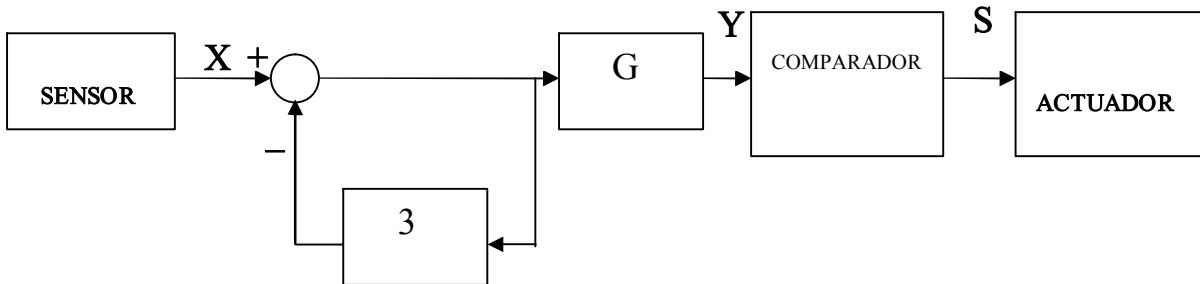 SENSOR
X
+
−
3
G
Y
COMPARADOR
S
ACTUADOR